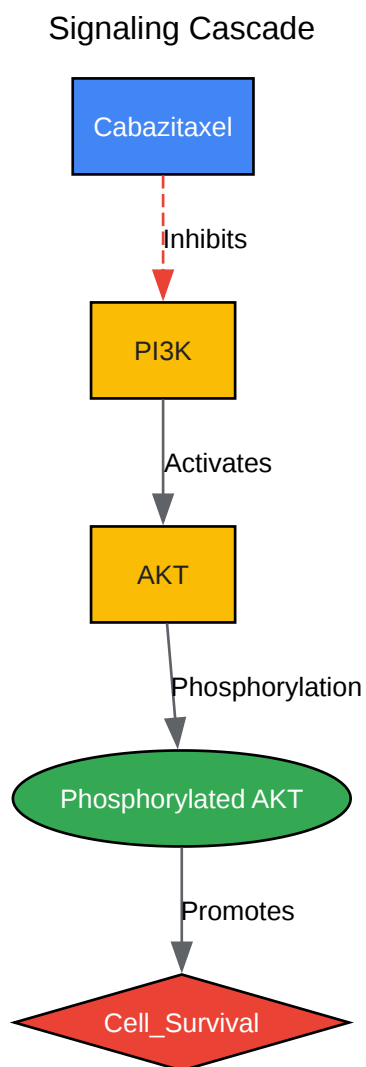 Signaling Cascade
Cabazitaxel
Inhibits
PI3K
Activates
AKT
Phosphorylation
Phosphorylated AKT
Promotes
Cell_Survival